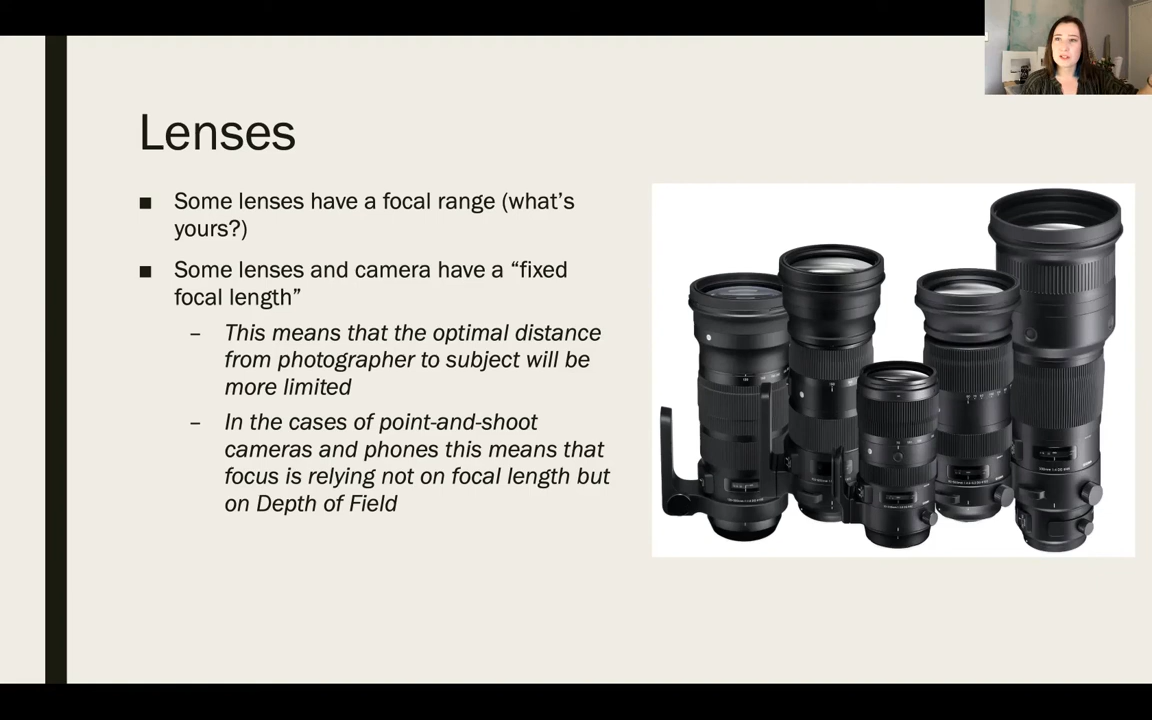 Lenses
■ Some lenses have a focal range (what’s
yours?)
■ Some lenses and camera have a “fixed
focal length”
– This means that the optimal distance
from photographer to subject will be
more limited
– In the cases of point-and-shoot
cameras and phones this means that
focus is relying not on focal length but
on Depth of Field